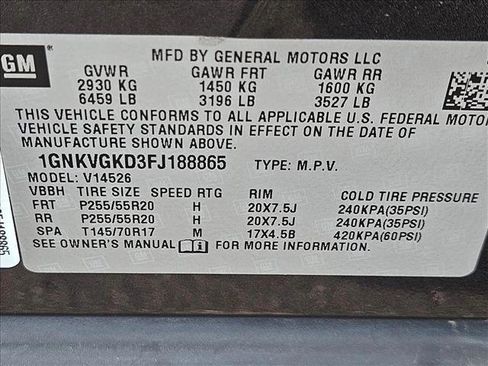 GM
MFD BY GENERAL MOTORS LLC
GVWR GAWR FRT GAWR RR
2930 KG 1450 KG 1600 KG
6459 LB 3196 LB 3527 LB
THIS VEHICLE CONFORMS TO ALL APPLICABLE U.S. FEDERAL MOTOR
VEHICLE SAFETY STANDARDS IN EFFECT ON THE DATE OF
MANUFACTURE SHOWN ABOVE.
1GNKVGKD3FJ188865 TYPE: M.P.V.
MODEL: V14526
VBBH TIRE SIZE SPEED RTG RIM COLD TIRE PRESSURE
FRT P255/55R20 H 20X7.5J 240KPA(35PSI)
RR P255/55R20 H 20X7.5J 240KPA(35PSI)
SPA T145/70R17 M 17X4.5B 420KPA(60PSI)
SEE OWNER'S MANUAL FOR MORE INFORMATION.